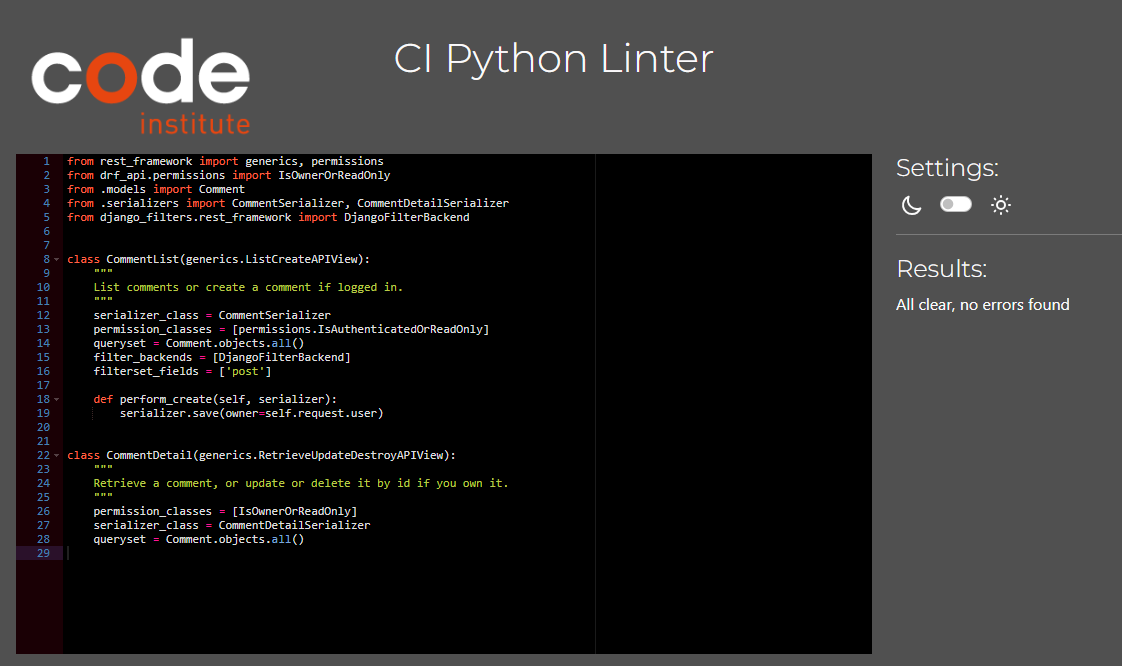 code
institute
CI Python Linter
1 from rest_framework import generics, permissions
2 from drf_api.permissions import IsOwnerOrReadOnly
3 from .models import Comment
4 from .serializers import CommentSerializer, CommentDetailSerializer
5 from django_filters.rest_framework import DjangoFilterBackend
6
7
8 class CommentList(generics.ListCreateAPIView):
9     """
10     List comments or create a comment if logged in.
11     """
12     serializer_class = CommentSerializer
13     permission_classes = [permissions.IsAuthenticatedOrReadOnly]
14     queryset = Comment.objects.all()
15     filter_backends = [DjangoFilterBackend]
16     filterset_fields = ['post']
17
18     def perform_create(self, serializer):
19         serializer.save(owner=self.request.user)
20
21
22 class CommentDetail(generics.RetrieveUpdateDestroyAPIView):
23     """
24     Retrieve a comment, or update or delete it by id if you own it.
25     """
26     permission_classes = [IsOwnerOrReadOnly]
27     serializer_class = CommentDetailSerializer
28     queryset = Comment.objects.all()
29
Settings:
Results:
All clear, no errors found